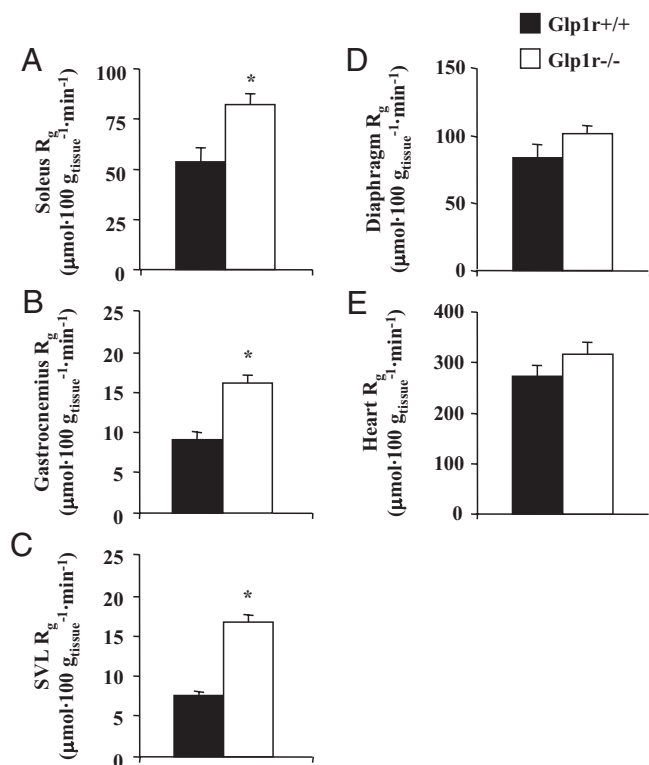 Glp1r+/+
Glp1r-/-
A
Soleus Rg
(μmol·100 gtissue-1·min-1)
100
75
50
25
0
*
B
Gastrocnemius Rg
(μmol·100 gtissue-1·min-1)
25
20
15
10
5
0
*
C
SVL Rg
(μmol·100 gtissue-1·min-1)
25
20
15
10
5
0
*
D
Diaphragm Rg
(μmol·100 gtissue-1·min-1)
150
100
50
0
E
Heart Rg
(μmol·100 gtissue-1·min-1)
400
300
200
100
0